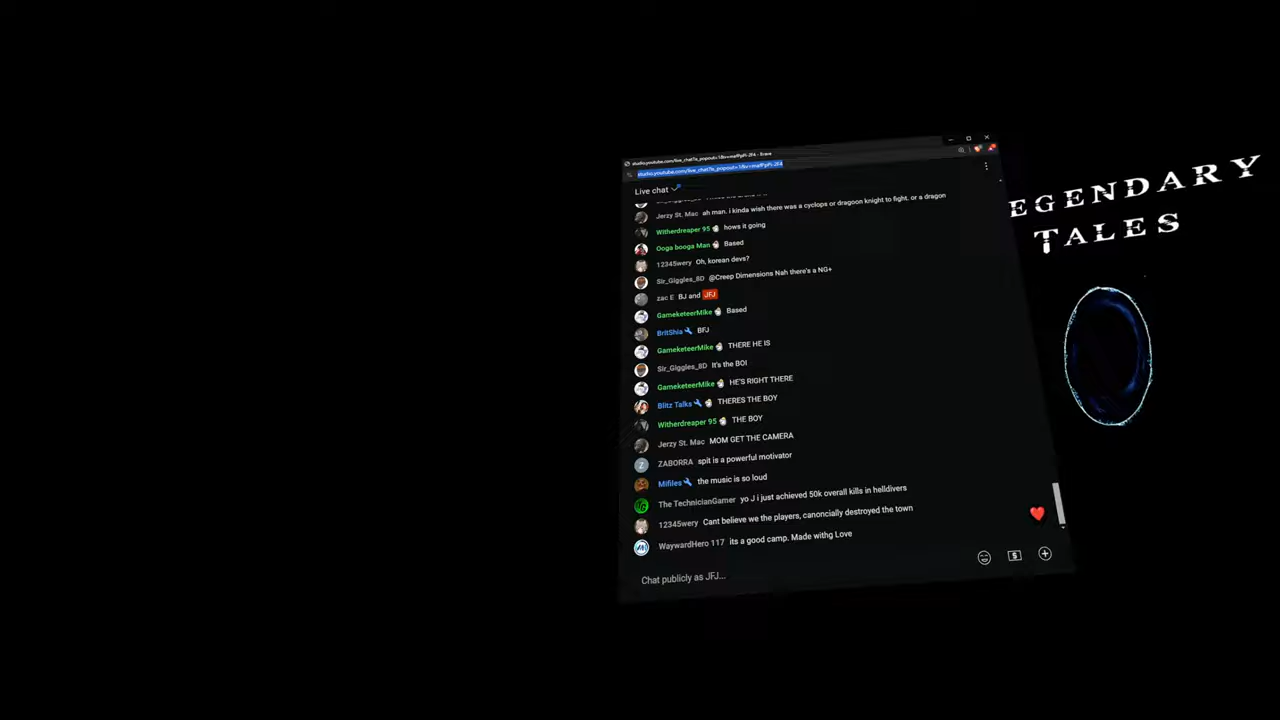 Live chat
Jerzy St. Mac ah man. i kinda wish there was a cyclops or dragoon knight to fight. or a dragon
Witherdreaper 95 hows it going
Ooga booga Man Based
12345wery Oh, korean devs?
Sir_Giggles_8D @Creep Dimensions Nah there's a NG+
zac E BJ and JFJ
GameketeerMike Based
BritShia BFJ
GameketeerMike THERE HE IS
Sir_Giggles_8D It's the BOI
GameketeerMike HE'S RIGHT THERE
Blitz Talks THERES THE BOY
Witherdreaper 95 THE BOY
Jerzy St. Mac MOM GET THE CAMERA
Z ZABORRA spit is a powerful motivator
Mifiles the music is so loud
The TechnicianGamer yo J i just achieved 50k overall kills in helldivers
12345wery Cant believe we the players, canoncially destroyed the town
WaywardHero 117 its a good camp. Made withg Love
Chat publicly as JFJ...
EGENDARY
TALES